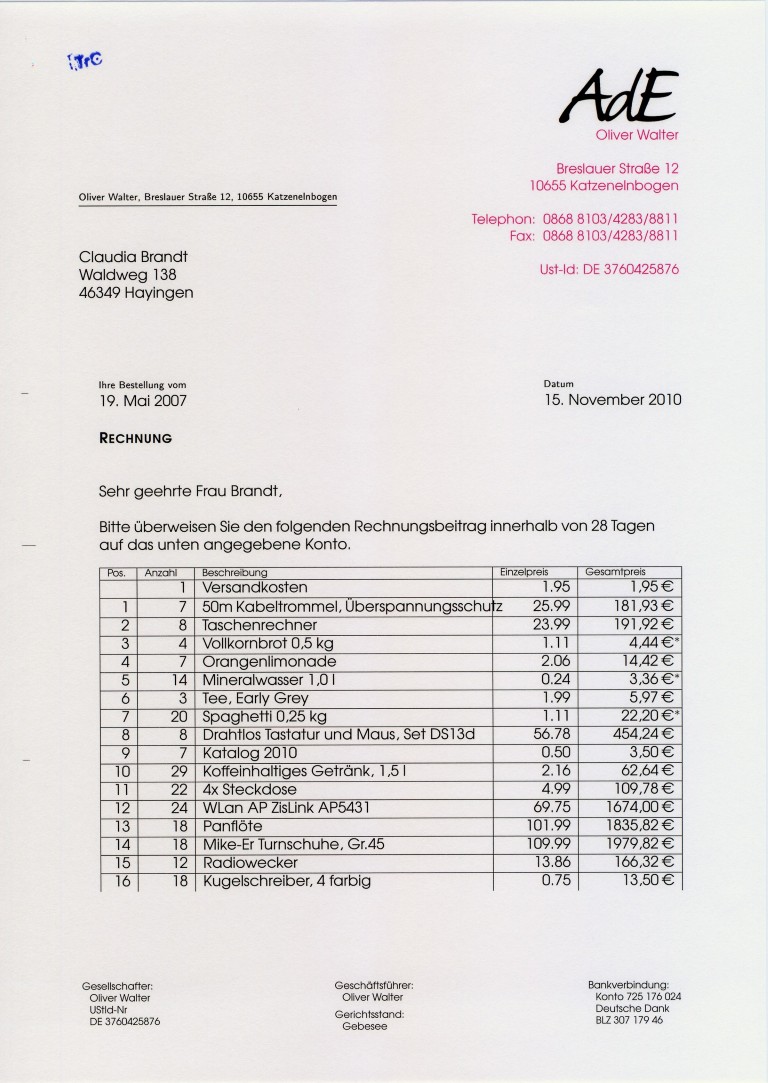 AdE
Oliver Walter
Breslauer Straße 12
10655 Katzenelnbogen
Oliver Walter, Breslauer Straße 12, 10655 Katzenelnbogen
Telephon: 0868 8103/4283/8811
Fax: 0868 8103/4283/8811
Claudia Brandt
Waldweg 138
46349 Hayingen
Ust-Id: DE 3760425876
Ihre Bestellung vom
19. Mai 2007
Datum
15. November 2010
RECHNUNG
Sehr geehrte Frau Brandt,
Bitte überweisen Sie den folgenden Rechnungsbeitrag innerhalb von 28 Tagen
auf das unten angegebene Konto.
Pos. Anzahl Beschreibung Einzelpreis Gesamtpreis
1 Versandkosten 1.95 1,95 €
1 7 50m Kabeltrommel, Überspannungsschutz 25.99 181,93 €
2 8 Taschenrechner 23.99 191,92 €
3 4 Vollkornbrot 0,5 kg 1.11 4,44 €*
4 7 Orangenlimonade 2.06 14,42 €
5 14 Mineralwasser 1,0 l 0.24 3,36 €*
6 3 Tee, Early Grey 1.99 5,97 €
7 20 Spaghetti 0,25 kg 1.11 22,20 €*
8 8 Drahtlos Tastatur und Maus, Set DS13d 56.78 454,24 €
9 7 Katalog 2010 0.50 3,50 €
10 29 Koffeinhaltiges Getränk, 1,5 l 2.16 62,64 €
11 22 4x Steckdose 4.99 109,78 €
12 24 WLan AP ZisLink AP5431 69.75 1674,00 €
13 18 Panflöte 101.99 1835,82 €
14 18 Mike-Er Turnschuhe, Gr.45 109.99 1979,82 €
15 12 Radiowecker 13.86 166,32 €
16 18 Kugelschreiber, 4 farbig 0.75 13,50 €
Gesellschafter:
Oliver Walter
UStId-Nr
DE 3760425876
Geschäftsführer:
Oliver Walter
Gerichtsstand:
Gebesee
Bankverbindung:
Konto 725 176 024
Deutsche Dank
BLZ 307 179 46